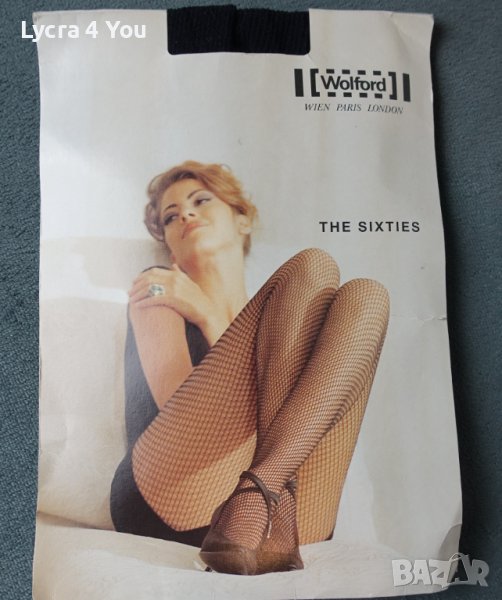 Lycra 4 You
Wolford
WIEN PARIS LONDON
THE SIXTIES
BAZAR